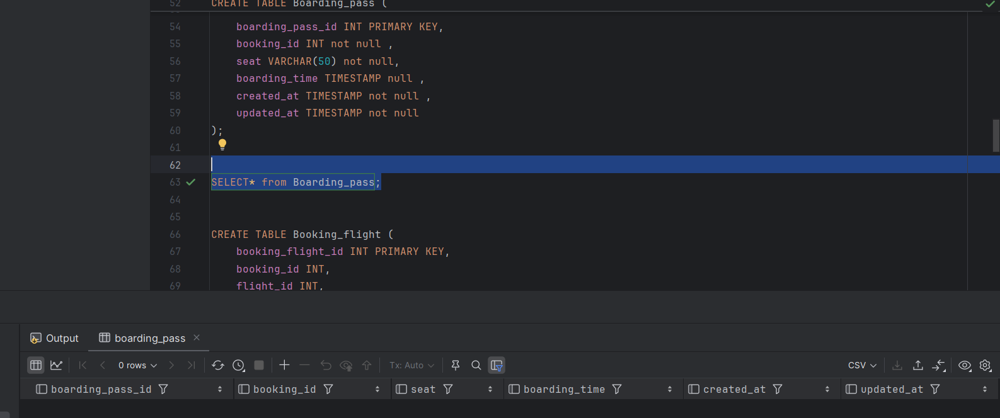 52 CREATE TABLE Boarding_pass (
54 boarding_pass_id INT PRIMARY KEY,
55 booking_id INT not null ,
56 seat VARCHAR(50) not null,
57 boarding_time TIMESTAMP null ,
58 created_at TIMESTAMP not null ,
59 updated_at TIMESTAMP not null
60 );
61
62
63 SELECT* from Boarding_pass;
64
65
66 CREATE TABLE Booking_flight (
67 booking_flight_id INT PRIMARY KEY,
68 booking_id INT,
69 flight_id INT,
Output boarding_pass
0 rows Tx: Auto CSV
boarding_pass_id booking_id seat boarding_time created_at updated_at